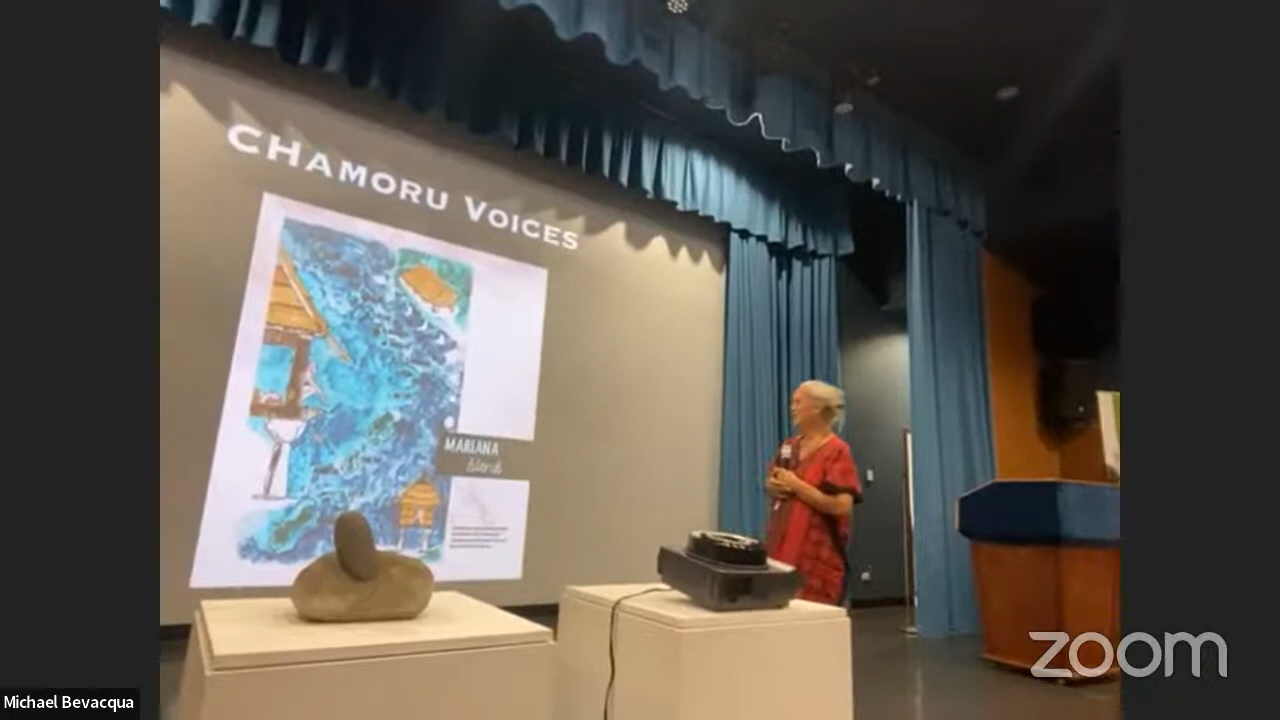 CHAMORU VOICES
MARIANA
Islands
zoom
Michael Bevacqua